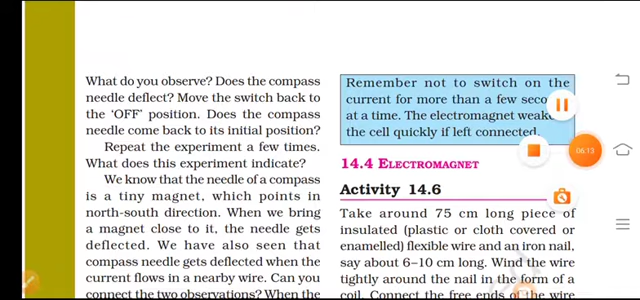 What do you observe? Does the compass
needle deflect? Move the switch back to
the ‘OFF’ position. Does the compass
needle come back to its initial position?
Repeat the experiment a few times.
What does this experiment indicate?
We know that the needle of a compass
is a tiny magnet, which points in
north-south direction. When we bring
a magnet close to it, the needle gets
deflected. We have also seen that
compass needle gets deflected when the
current flows in a nearby wire. Can you
connect the two observations? When the
Remember not to switch on the
current for more than a few
at a time. The electromagnet
the cell quickly if left connected.
14.4 ELECTROMAGNET
Activity 14.6
Take around 75 cm long piece of
insulated (plastic or cloth covered or
enamelled) flexible wire and an iron nail,
say about 6–10 cm long. Wind the wire
tightly around the nail in the form of a
coil. Connect the free ends of the wire
06:13